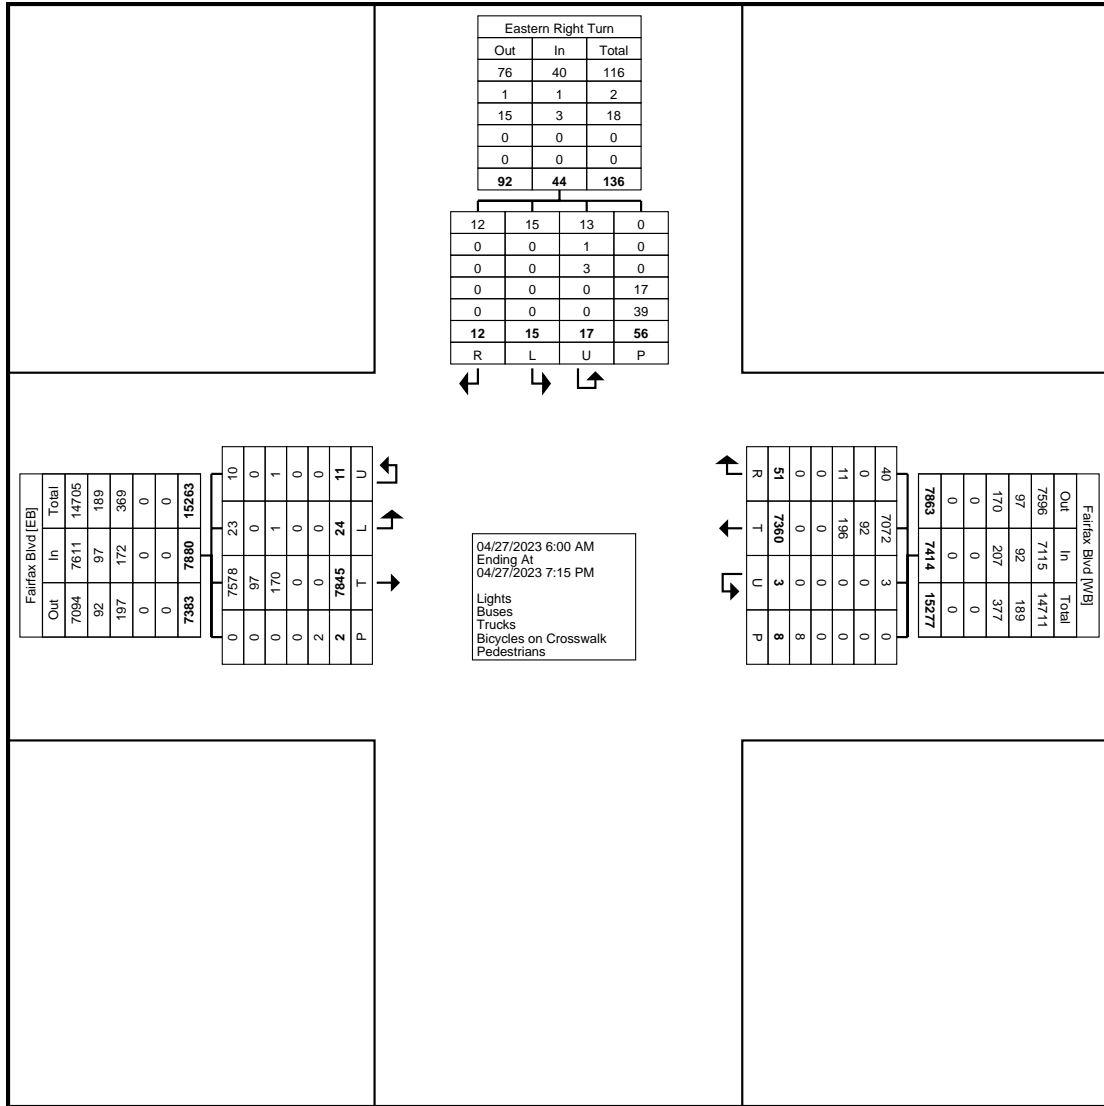 Eastern Right Turn
Out In Total
76 40 116
1 1 2
15 3 18
0 0 0
0 0 0
92 44 136
12 15 13 0
0 0 1 0
0 0 3 0
0 0 0 17
0 0 0 39
12 15 17 56
R L U P
Fairfax Blvd [EB]
Total In Out
14705 7611 7094
189 97 92
369 172 197
0 0 0
0 0 0
15263 7880 7383
10 23 7578 0
0 0 97 0
1 1 170 0
0 0 0 0
0 0 0 2
11 24 7845 2
U L T P
04/27/2023 6:00 AM
Ending At
04/27/2023 7:15 PM
Lights
Buses
Trucks
Bicycles on Crosswalk
Pedestrians
R T U P
51 7360 3 8
0 0 0 8
0 0 0 0
11 196 0 0
0 92 0 0
40 7072 3 0
Fairfax Blvd [WB]
Out In Total
7596 7115 14711
97 92 189
170 207 377
0 0 0
0 0 0
7863 7414 15277